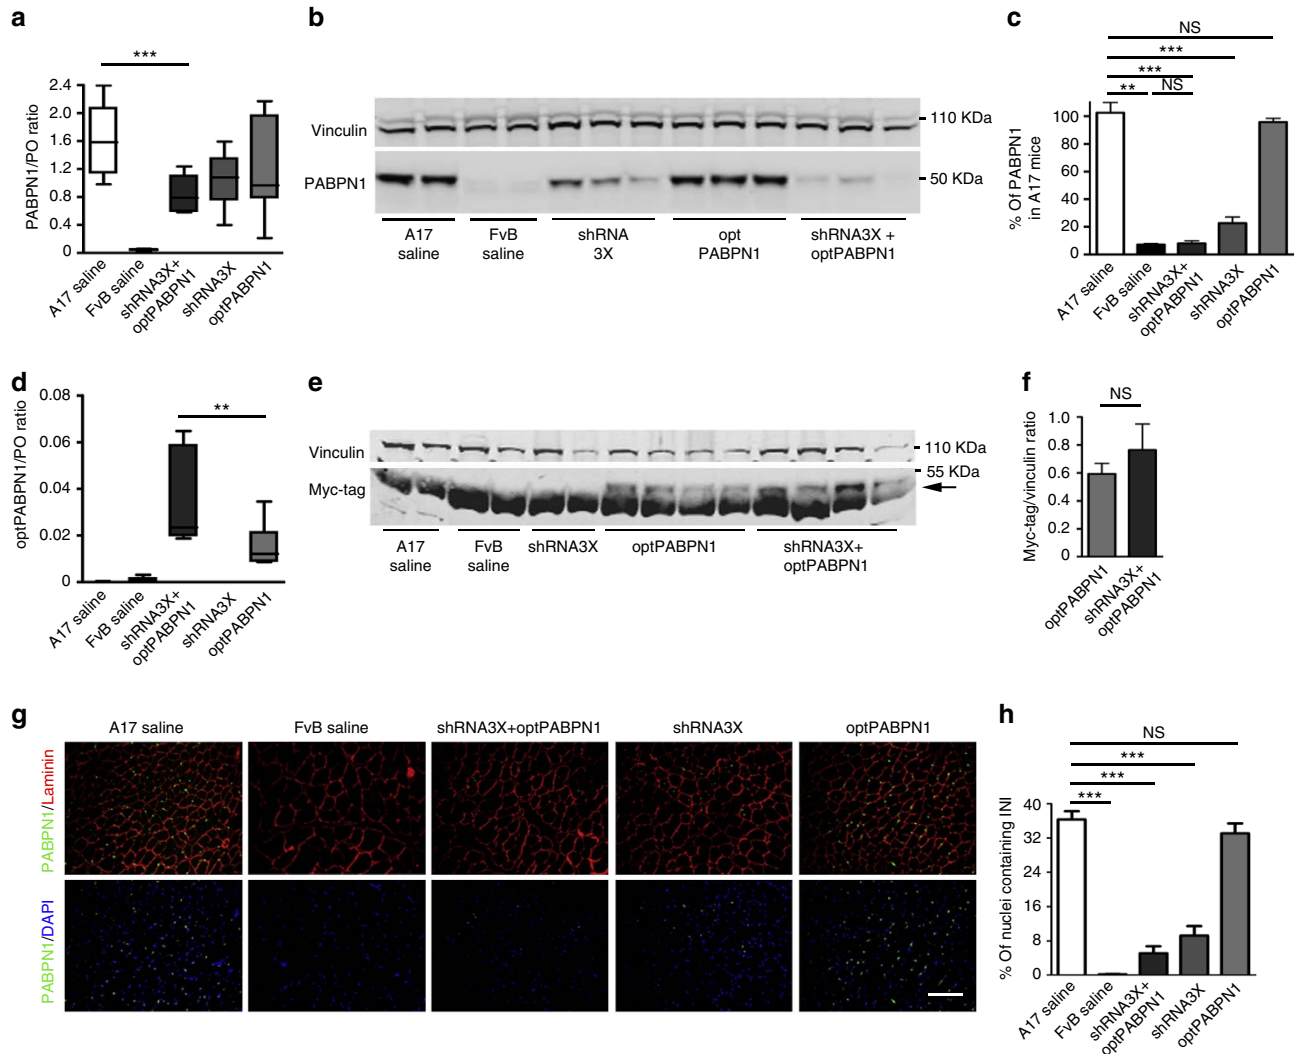 a
***
PABPN1/PO ratio
2.4
2.0
1.6
1.2
0.8
0.4
0
A17 saline
FvB saline
shRNA3X+
optPABPN1
shRNA3X
optPABPN1
b
Vinculin
PABPN1
110 KDa
50 KDa
A17
saline
FvB
saline
shRNA
3X
opt
PABPN1
shRNA3X +
optPABPN1
c
NS
***
***
** NS
% Of PABPN1
in A17 mice
100
80
60
40
20
0
A17 saline
FvB saline
shRNA3X+
optPABPN1
shRNA3X
optPABPN1
d
**
optPABPN1/PO ratio
0.08
0.06
0.04
0.02
0
A17 saline
FvB saline
shRNA3X+
optPABPN1
shRNA3X
optPABPN1
e
Vinculin
Myc-tag
110 KDa
55 KDa
A17
saline
FvB
saline
shRNA3X
optPABPN1
shRNA3X+
optPABPN1
f
NS
Myc-tag/vinculin ratio
1.0
0.8
0.6
0.4
0.2
0
optPABPN1
shRNA3X+
optPABPN1
g
A17 saline
FvB saline
shRNA3X+optPABPN1
shRNA3X
optPABPN1
PABPN1/Laminin
PABPN1/DAPI
h
NS
***
***
***
% Of nuclei containing INI
40
32
24
16
8
0
A17 saline
FvB saline
shRNA3X+
optPABPN1
shRNA3X
optPABPN1